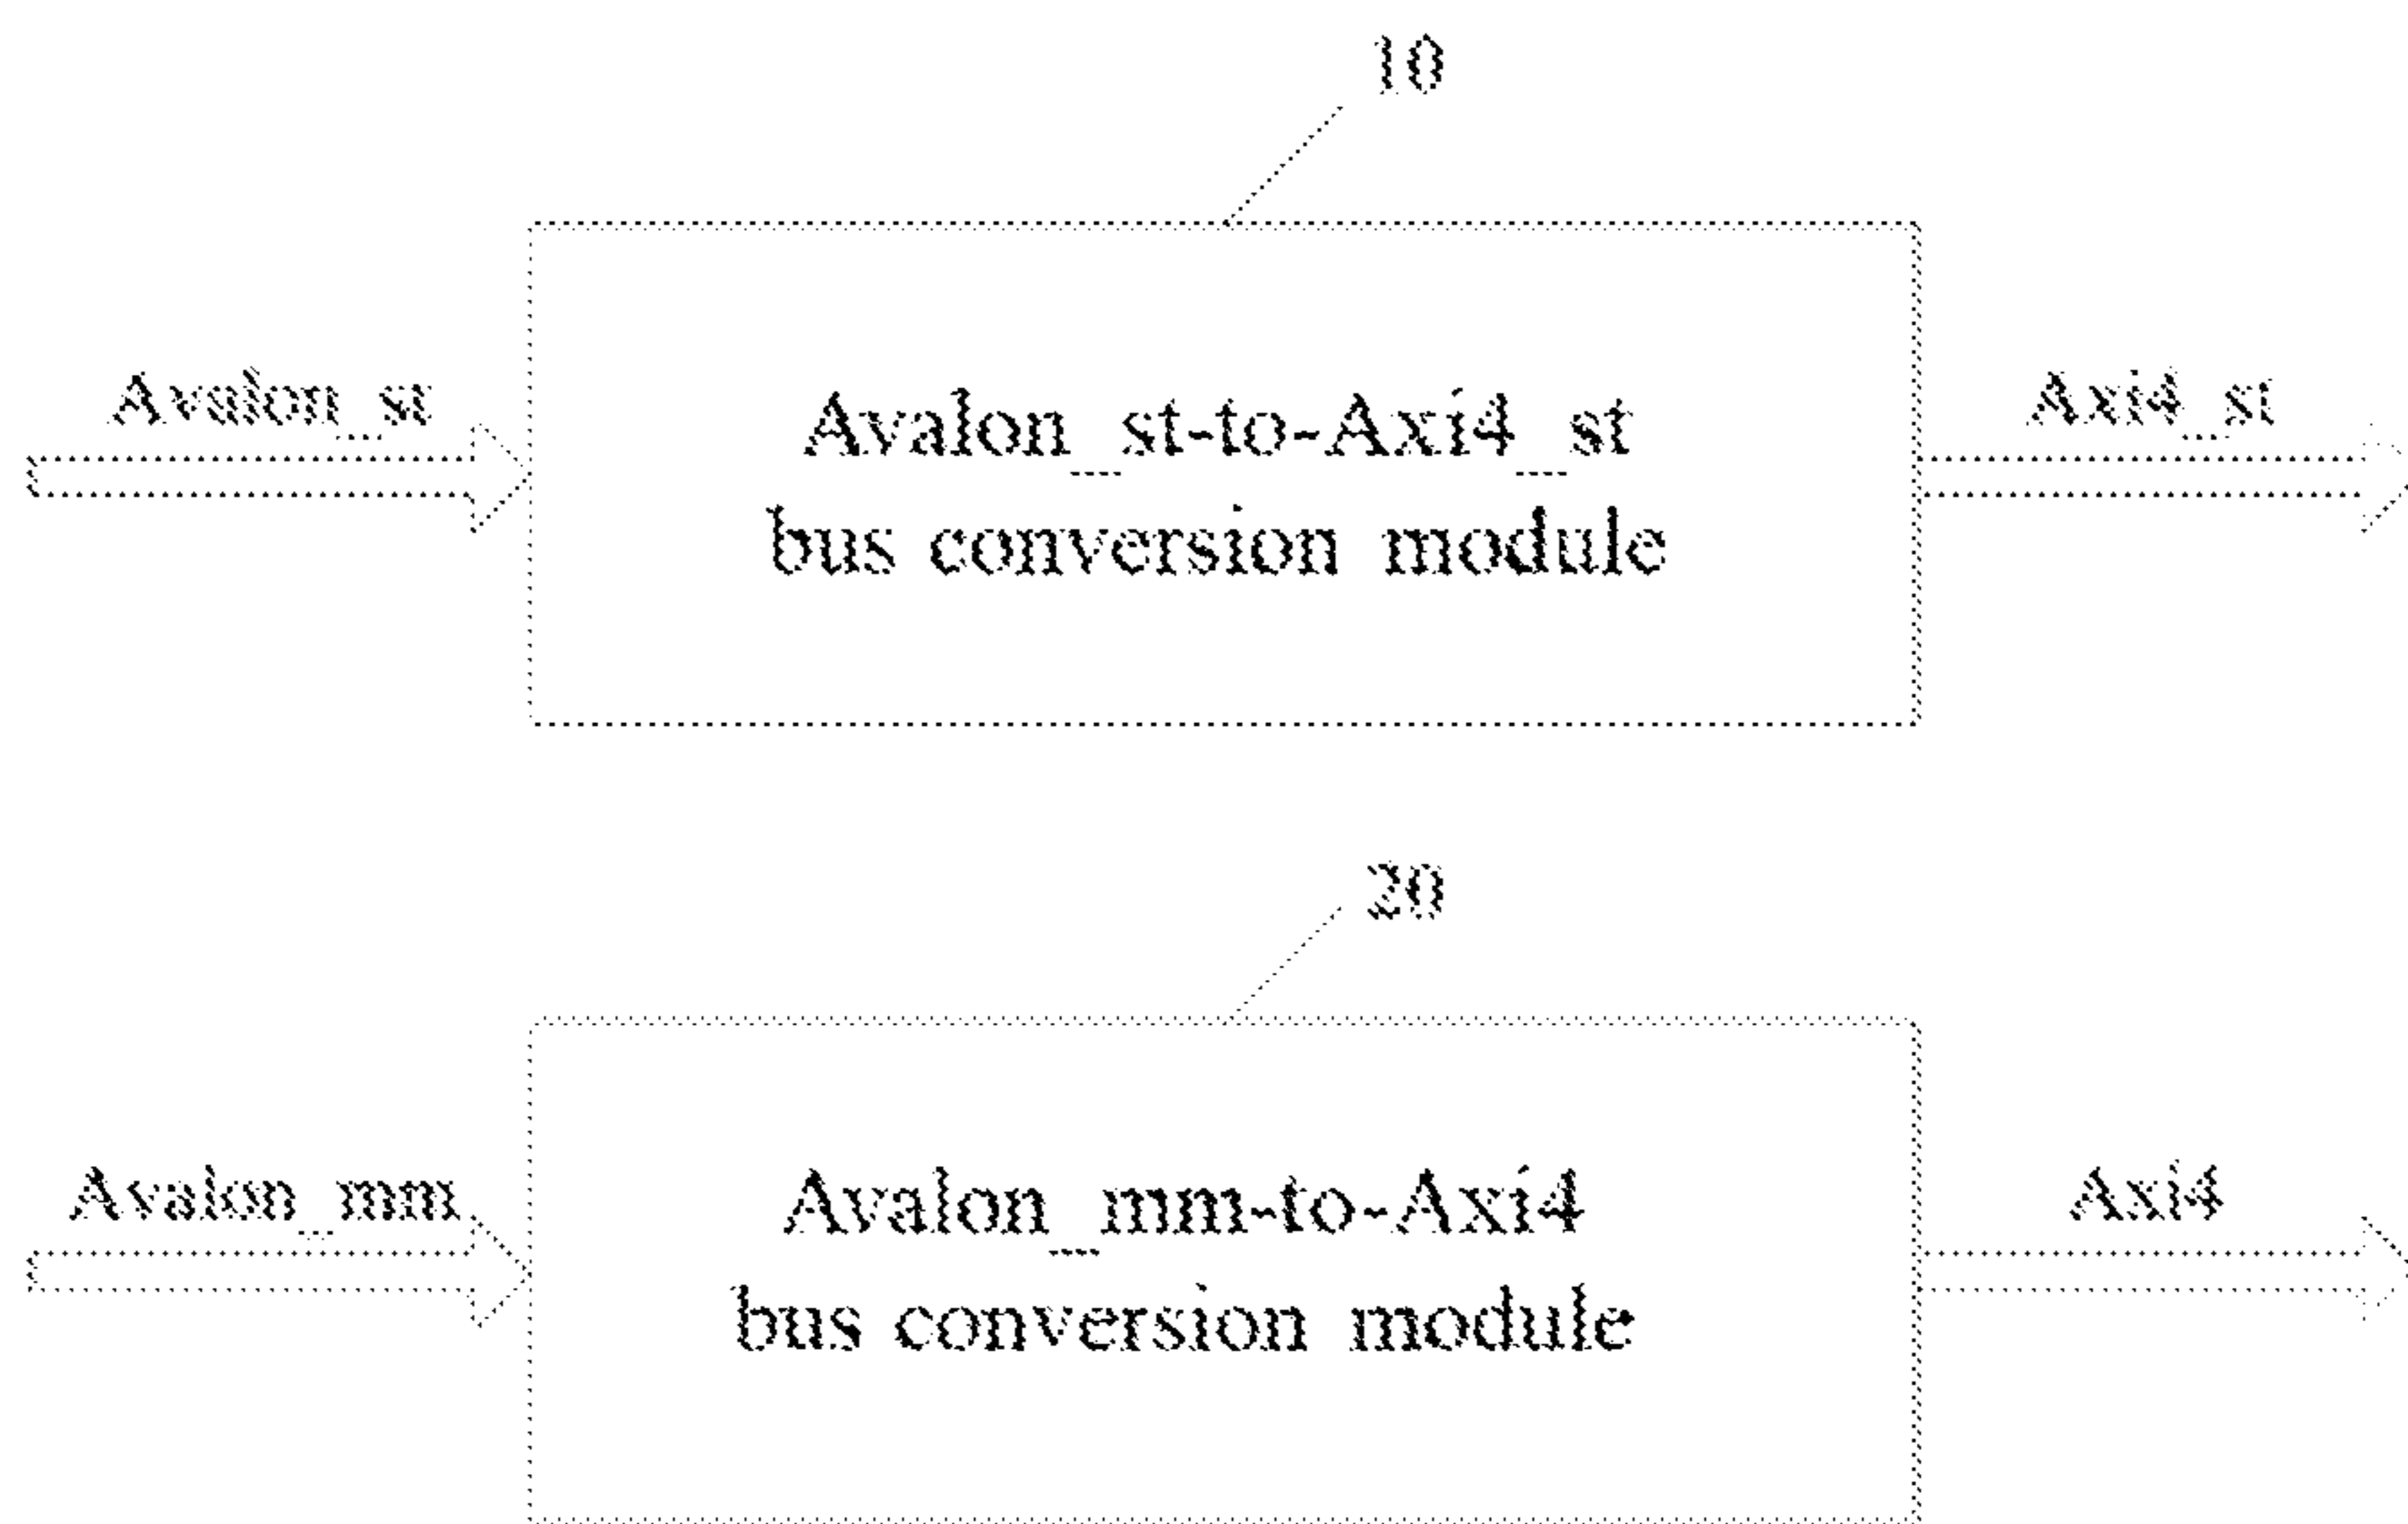 10
Avalon_st
Avalon_st-to-Axi4_st
bus conversion module
Axi4_st
20
Avalon_mm
Avalon_mm-to-Axi4
bus conversion module
Axi4